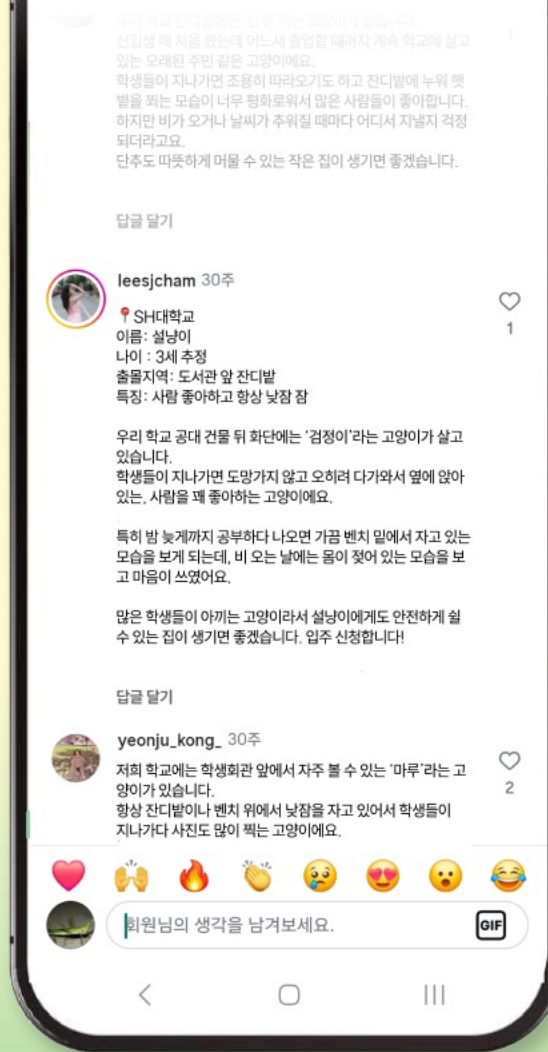 우리 학교 잔디밭에는 '단추'라는 고양이가 있습니다.
신입생 때 처음 봤는데 어느새 졸업할 때까지 계속 학교에 살고
있는 오래된 주민 같은 고양이에요.
학생들이 지나가면 조용히 따라오기도 하고 잔디밭에 누워 햇
볕을 쬐는 모습이 너무 평화로워서 많은 사람들이 좋아합니다.
하지만 비가 오거나 날씨가 추워질 때마다 어디서 지낼지 걱정
되더라고요.
단추도 따뜻하게 머물 수 있는 작은 집이 생기면 좋겠습니다.
1
답글 달기
leesjcham 30주
SH대학교
이름: 설냥이
나이 : 3세 추정
출몰지역: 도서관 앞 잔디밭
특징: 사람 좋아하고 항상 낮잠 잠
1
우리 학교 공대 건물 뒤 화단에는 '검정이'라는 고양이가 살고
있습니다.
학생들이 지나가면 도망가지 않고 오히려 다가와서 옆에 앉아
있는, 사람을 꽤 좋아하는 고양이에요.
특히 밤 늦게까지 공부하다 나오면 가끔 벤치 밑에서 자고 있는
모습을 보게 되는데, 비 오는 날에는 몸이 젖어 있는 모습을 보
고 마음이 쓰였어요.
많은 학생들이 아끼는 고양이라서 설냥이에게도 안전하게 쉴
수 있는 집이 생기면 좋겠습니다. 입주 신청합니다!
답글 달기
yeonju_kong_ 30주
저희 학교에는 학생회관 앞에서 자주 볼 수 있는 '마루'라는 고
양이가 있습니다.
항상 잔디밭이나 벤치 위에서 낮잠을 자고 있어서 학생들이
지나가다 사진도 많이 찍는 고양이에요.
2
회원님의 생각을 남겨보세요.
GIF